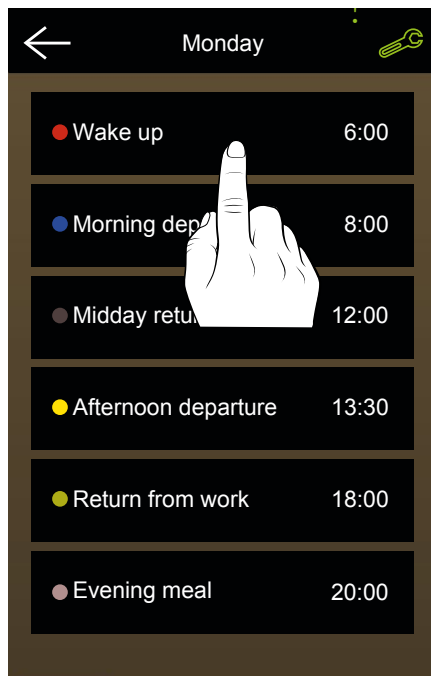 Monday
Wake up 6:00
Morning dep 8:00
Midday retu 12:00
Afternoon departure 13:30
Return from work 18:00
Evening meal 20:00